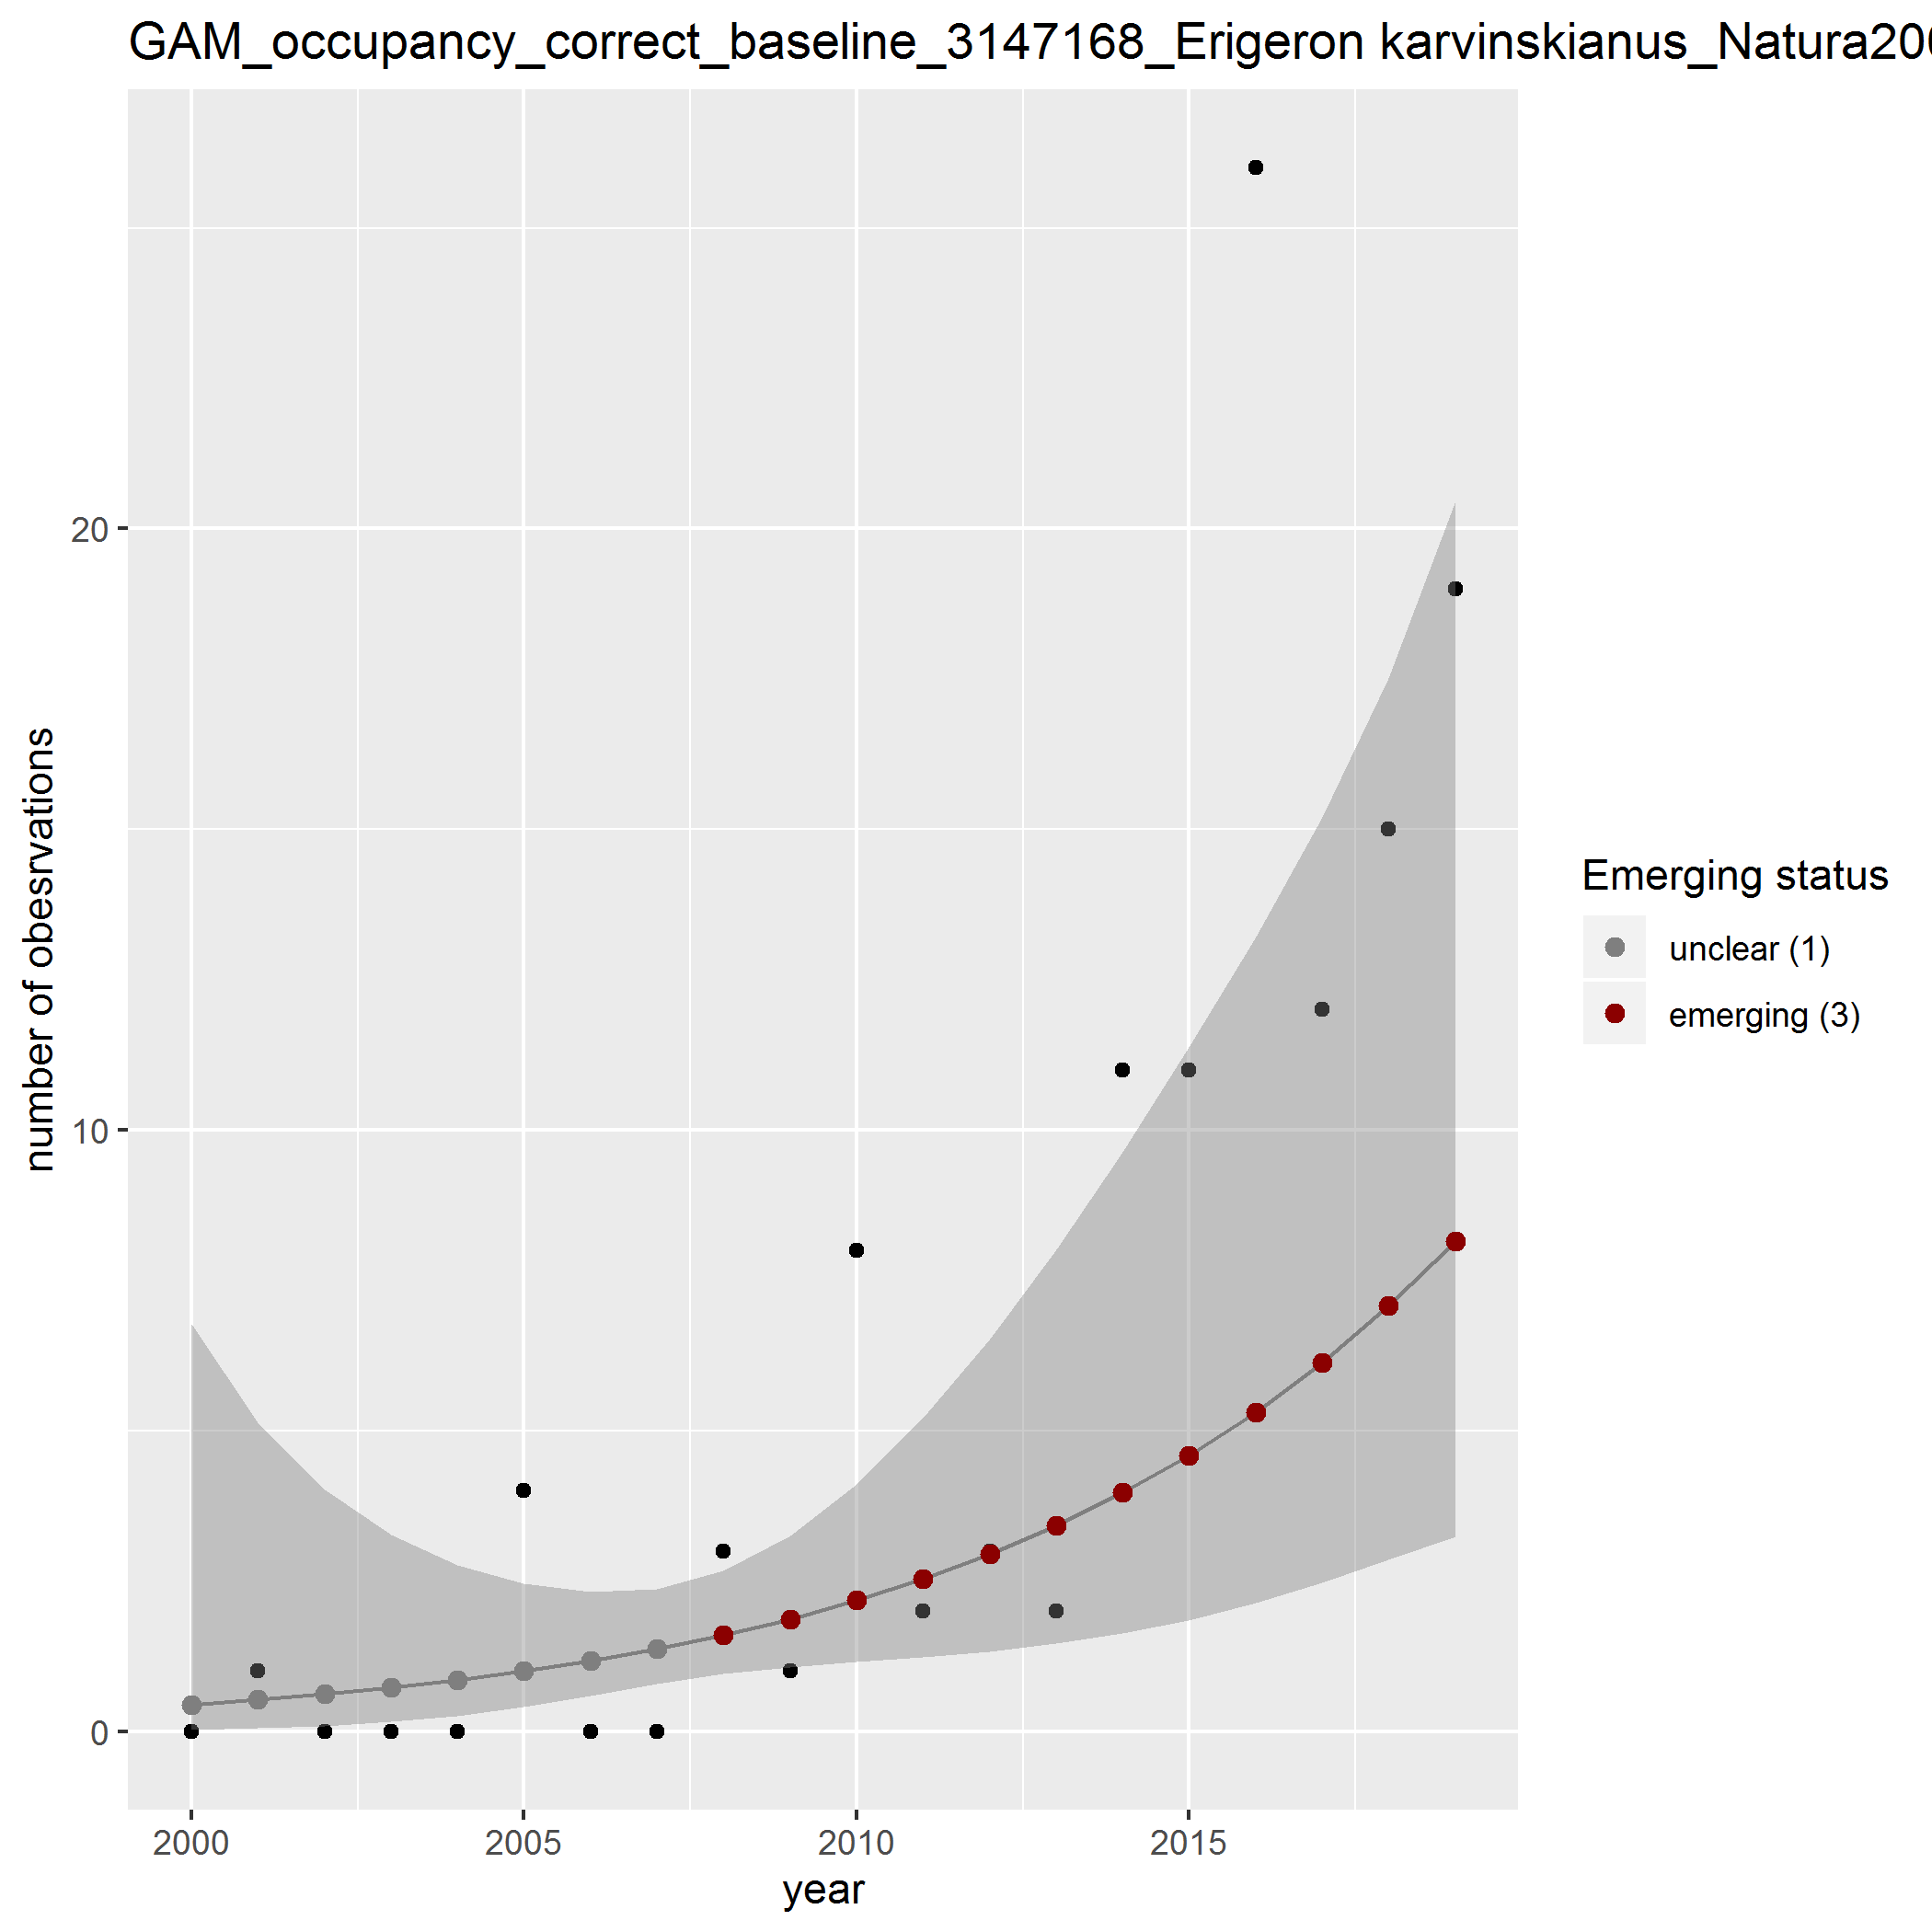 GAM_occupancy_correct_baseline_3147168_Erigeron karvinskianus_Natura200
number of obesrvations
20
10
0
2000 2005 2010 2015
year
Emerging status
unclear (1)
emerging (3)